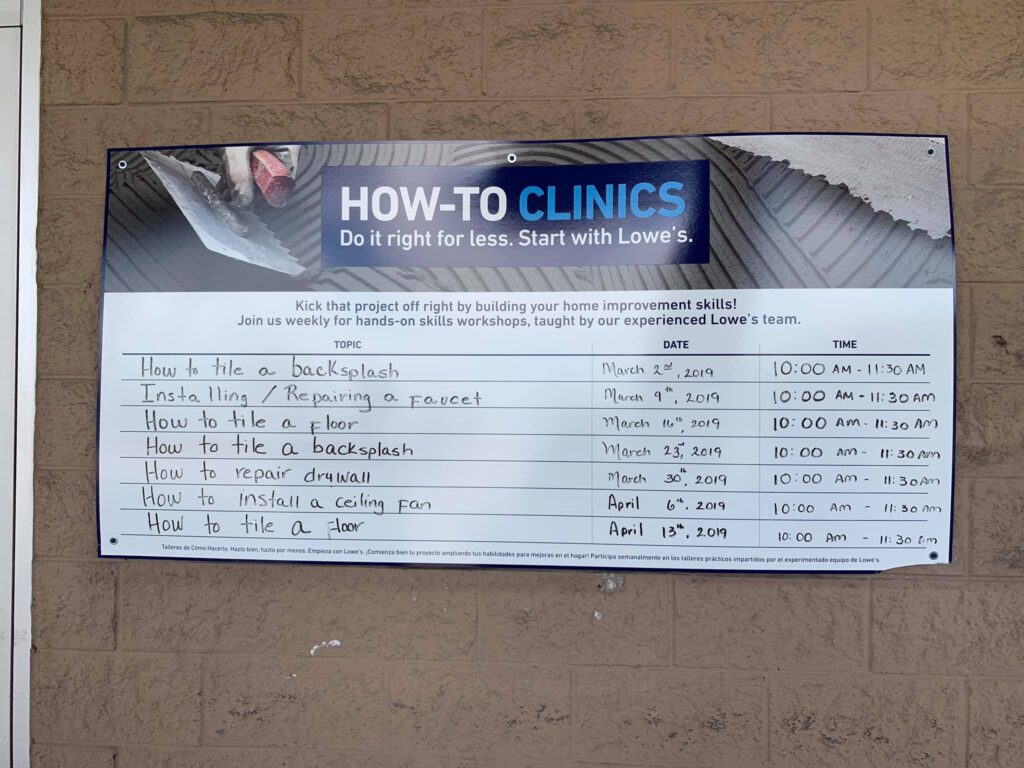 HOW-TO CLINICS
Do it right for less. Start with Lowe's.
Kick that project off right by building your home improvement skills!
Join us weekly for hands-on skills workshops, taught by our experienced Lowe's team.
TOPIC DATE TIME
How to tile a backsplash March 2nd, 2019 10:00 AM - 11:30 AM
Installing / Repairing a Faucet March 9th, 2019 10:00 AM - 11:30 AM
How to tile a Floor March 16th, 2019 10:00 AM - 11:30 AM
How to tile a backsplash March 23rd, 2019 10:00 AM - 11:30 AM
How to repair drywall March 30th, 2019 10:00 AM - 11:30 AM
How to install a ceiling Fan April 6th, 2019 10:00 AM - 11:30 AM
How to tile a Floor April 13th, 2019 10:00 AM - 11:30 AM
Talleres de Cómo Hacerlo. Hazlo bien, hazlo por menos. Empieza con Lowe's. ¡Comienza bien tu proyecto ampliando tus habilidades para mejoras en el hogar! Participa semanalmente en los talleres prácticos impartidos por el experimentado equipo de Lowe's.